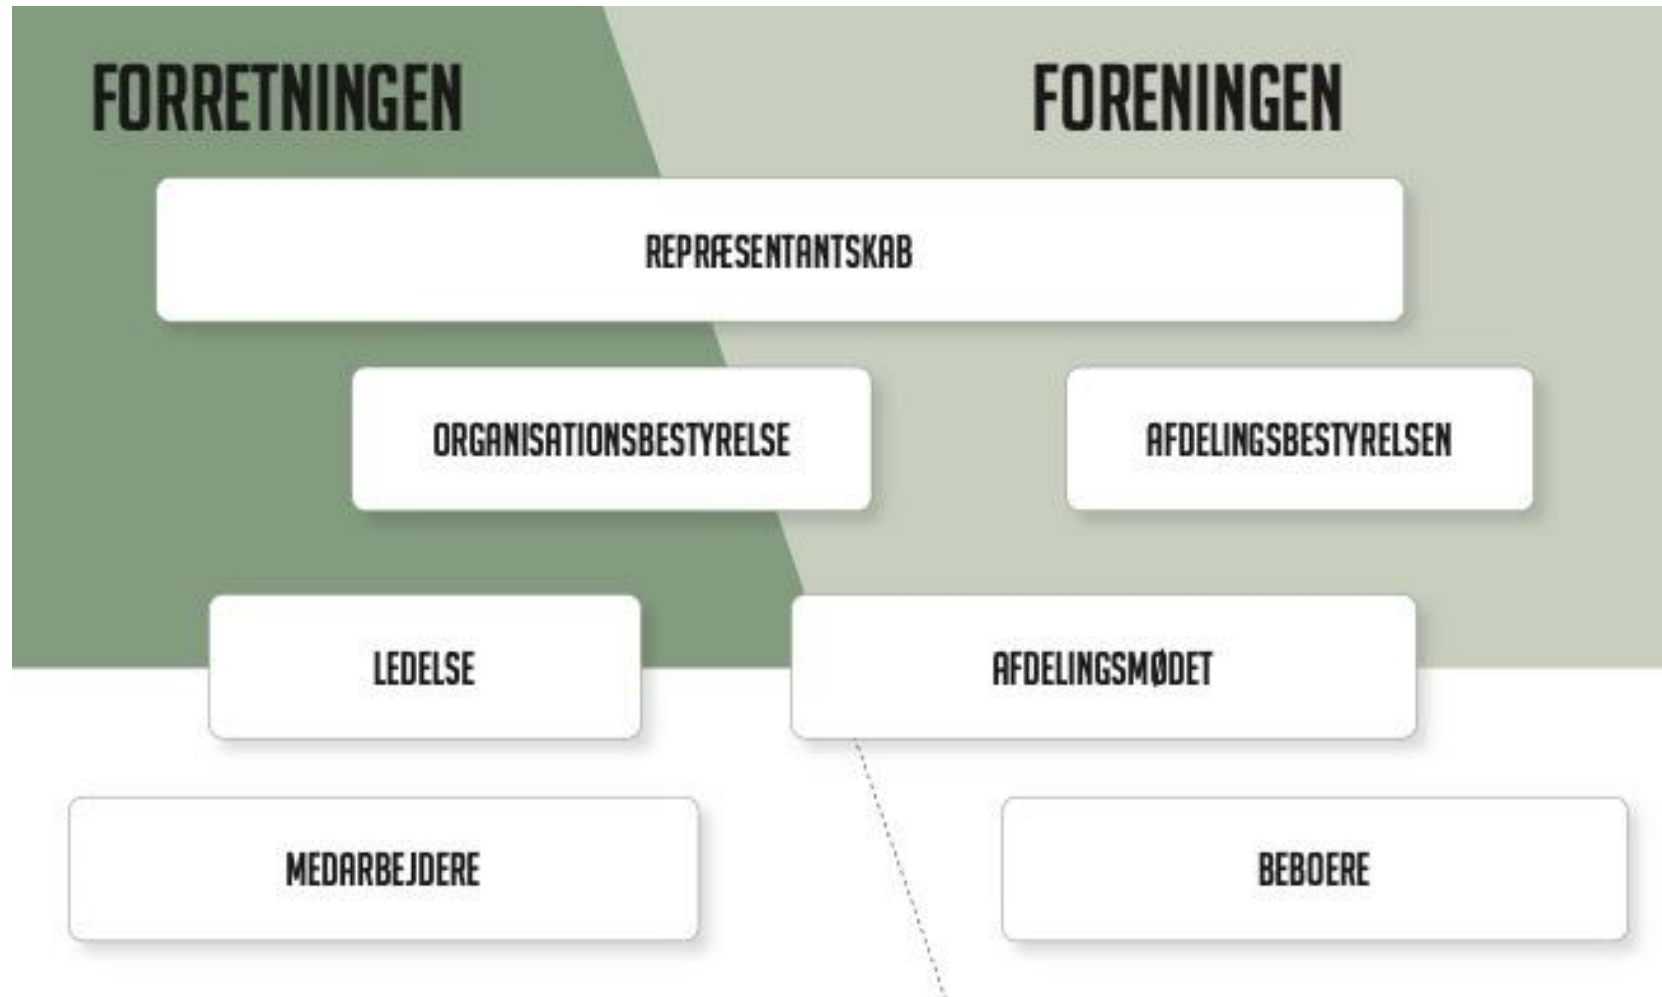 FORRETNINGEN
FORENINGEN
REPRÆSENTANTSKAB
ORGANISATIONSBESTYRELSE
AFDELINGSBESTYRELSEN
LEDELSE
AFDELINGSMØDET
MEDARBEJDERE
BEBOERE